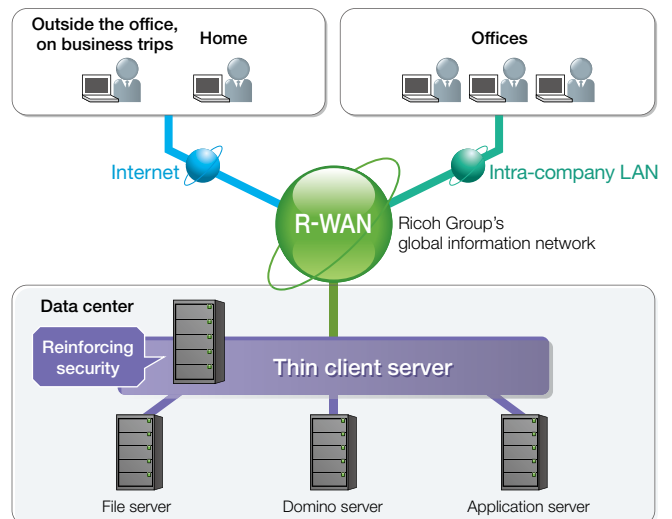 Outside the office,
on business trips
Home
Offices
Internet
Intra-company LAN
R-WAN
Ricoh Group's
global information network
Data center
Reinforcing
security
Thin client server
File server
Domino server
Application server